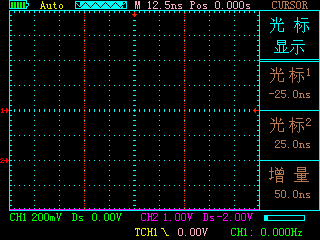 Auto M 12.5ns Pos 0.000s CURSOR
光标
显示
光标1
-25.0ns
光标2
25.0ns
增量
50.0ns
CH1 200mV Ds 0.00V CH2 1.00V Ds-2.00V
TCH1 0.00V CH1: 0.000Hz